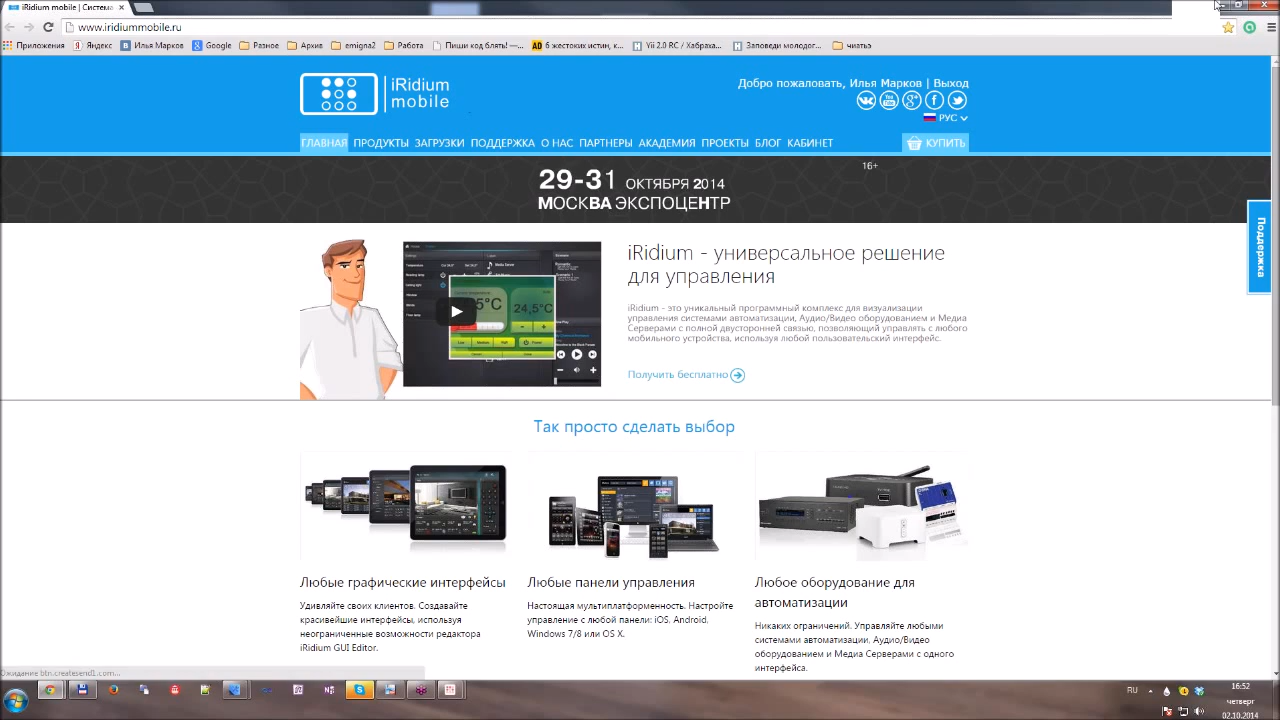 iRidium mobile | Система
www.iridiummobile.ru
Приложения
Яндекс
Илья Марков
Google
Разное
Архив
emigna2
Работа
Пиши код блять! —...
6 жестоких истин, к...
Yii 2.0 RC / Хабраха...
Заповеди молодог...
чиатьэ
iRidium
mobile
Добро пожаловать, Илья Марков | Выход
РУС
ГЛАВНАЯ ПРОДУКТЫ ЗАГРУЗКИ ПОДДЕРЖКА О НАС ПАРТНЕРЫ АКАДЕМИЯ ПРОЕКТЫ БЛОГ КАБИНЕТ
КУПИТЬ
29-31 ОКТЯБРЯ 2014
МОСКВА ЭКСПОЦЕНТР
16+
Поддержка
24,5°C
iRidium - универсальное решение
для управления
iRidium - это уникальный программный комплекс для визуализации
управления системами автоматизации, Аудио/Видео оборудованием и Медиа
Серверами с полной двусторонней связью, позволяющий управлять с любого
мобильного устройства, используя любой пользовательский интерфейс.
Получить бесплатно
Так просто сделать выбор
Любые графические интерфейсы
Удивляйте своих клиентов. Создавайте
красивейшие интерфейсы, используя
неограниченные возможности редактора
iRidium GUI Editor.
Любые панели управления
Настоящая мультиплатформенность. Настройте
управление с любой панели: iOS, Android,
Windows 7/8 или OS X.
Любое оборудование для
автоматизации
Никаких ограничений. Управляйте любыми
системами автоматизации, Аудио/Видео
оборудованием и Медиа Серверами с одного
интерфейса.
Ожидание btn.createsend1.com...
RU
16:52
четверг
02.10.2014